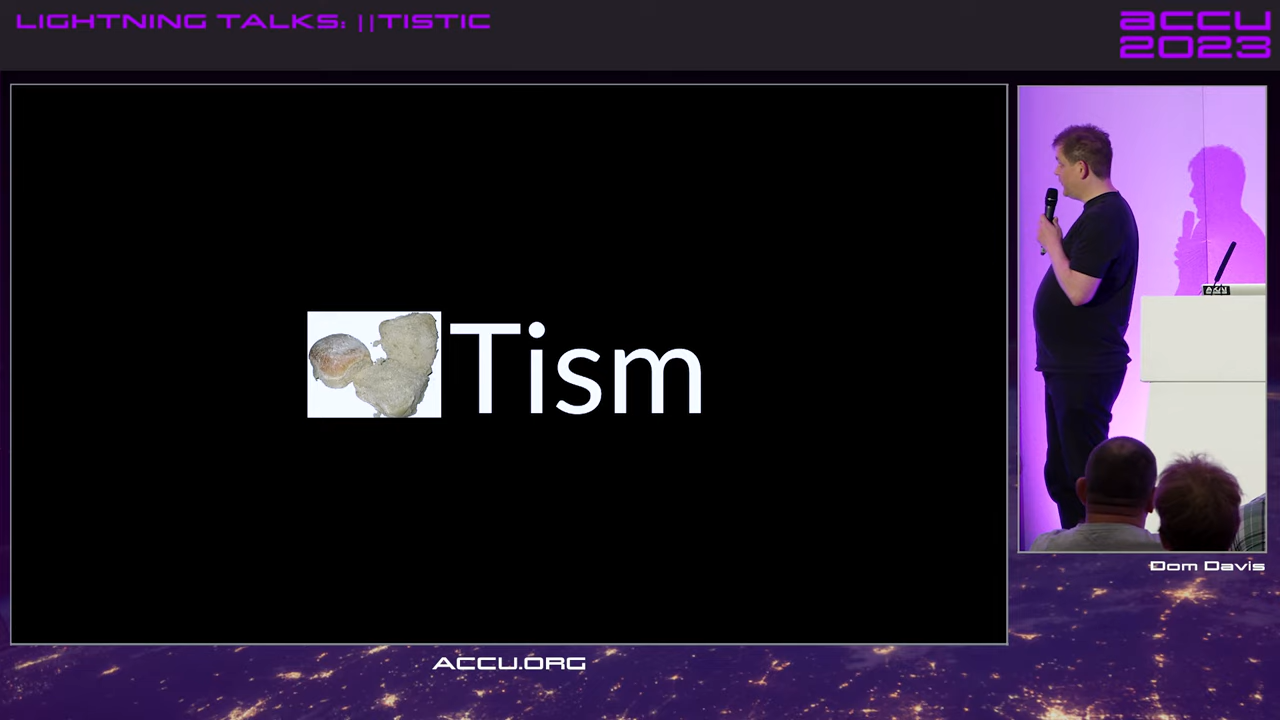 LIGHTNING TALKS: ||TISTIC
ACCU
2023
Tism
Dom Davis
ACCU.ORG